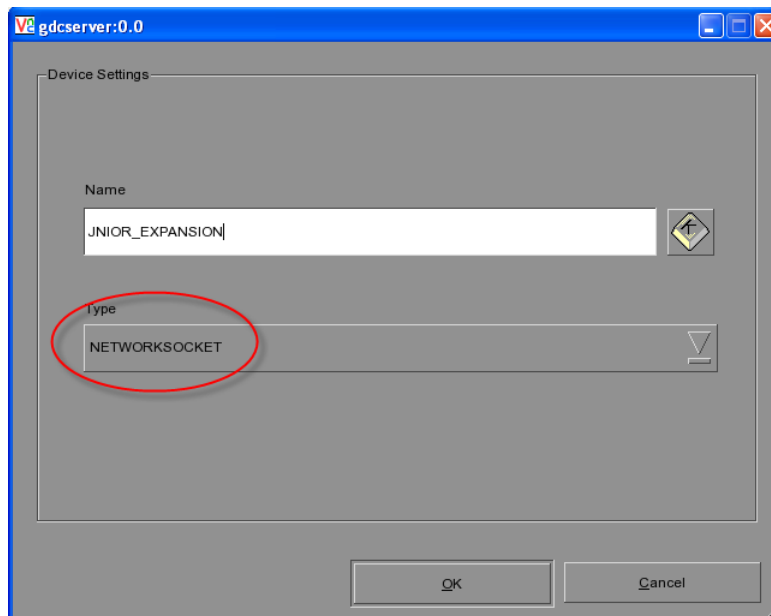 gdcserver:0.0
Device Settings
Name
JNIOR_EXPANSION
Type
NETWORKSOCKET
OK
Cancel